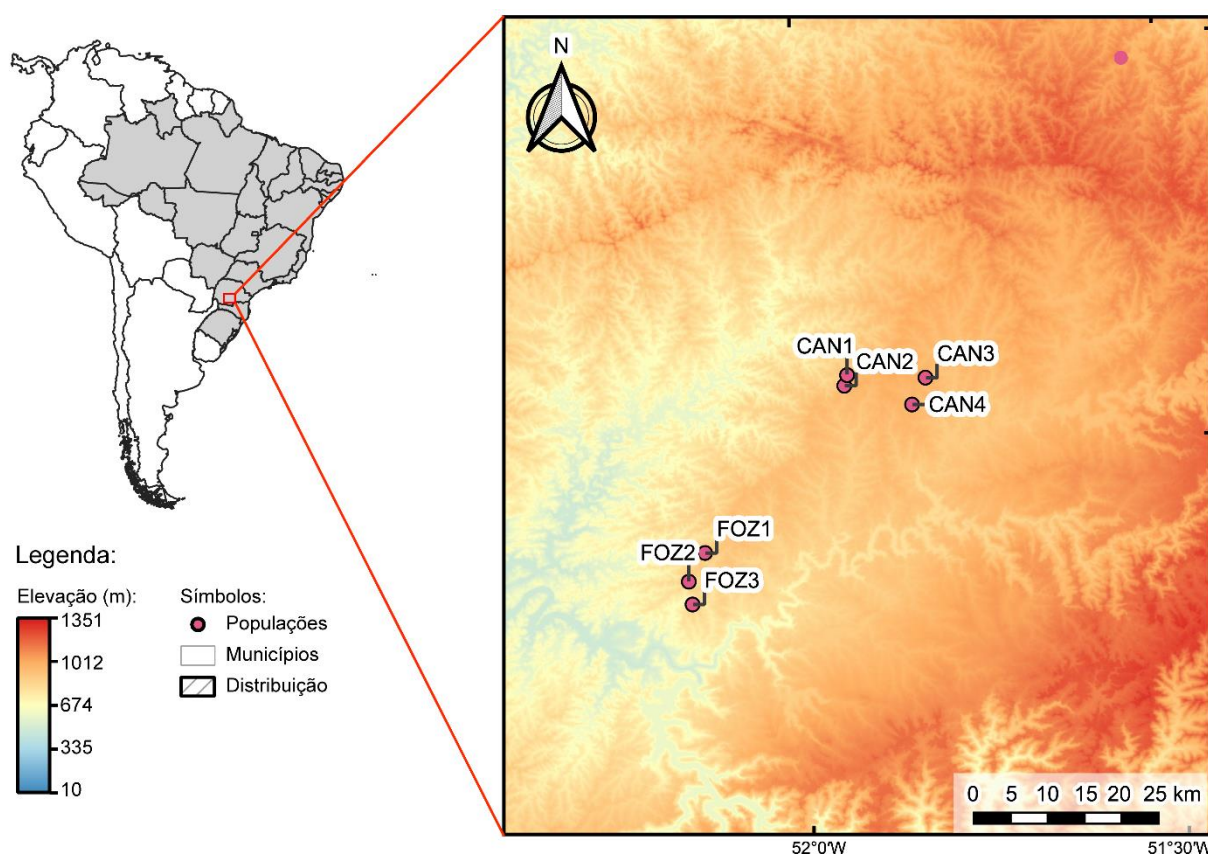 N
CAN1
CAN2
CAN3
CAN4
FOZ1
FOZ2
FOZ3
Legenda:
Elevação (m):
1351
1012
674
335
10
Símbolos:
Populações
Municípios
Distribuição
0 5 10 15 20 25 km
52°0'W
51°30'W